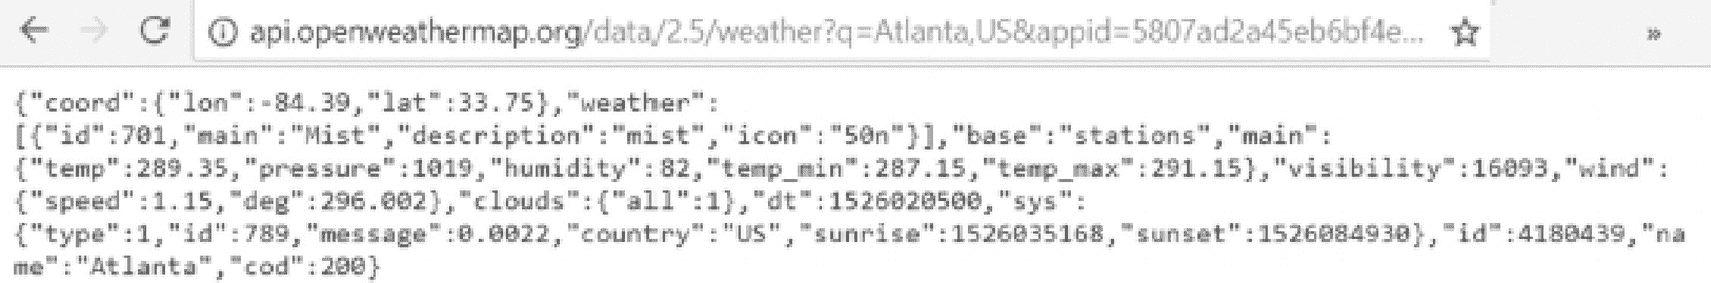 api.openweathermap.org/data/2.5/weather?q=Atlanta,US&appid=5807ad2a45eb6bf4e...
{"coord":{"lon":-84.39,"lat":33.75},"weather":
[{"id":701,"main":"Mist","description":"mist","icon":"50n"}],"base":"stations","main":
{"temp":289.35,"pressure":1019,"humidity":82,"temp_min":287.15,"temp_max":291.15},"visibility":16093,"wind":
{"speed":1.15,"deg":296.002},"clouds":{"all":1},"dt":1526020500,"sys":
{"type":1,"id":789,"message":0.0022,"country":"US","sunrise":1526035168,"sunset":1526084930},"id":4180439,"na
me":"Atlanta","cod":200}